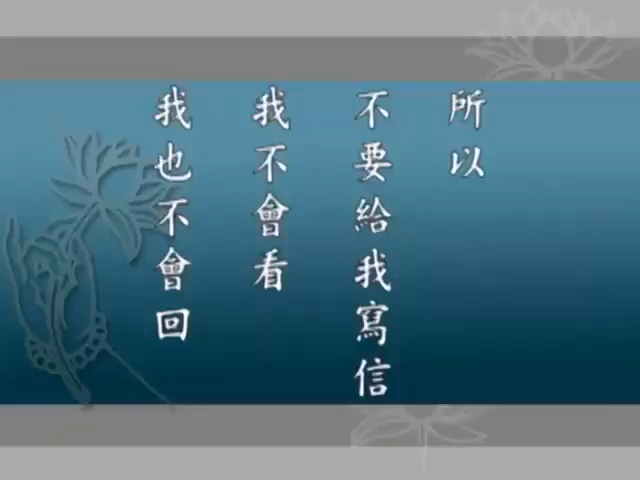 所以
不要給我寫信
我不會看
我也不會回